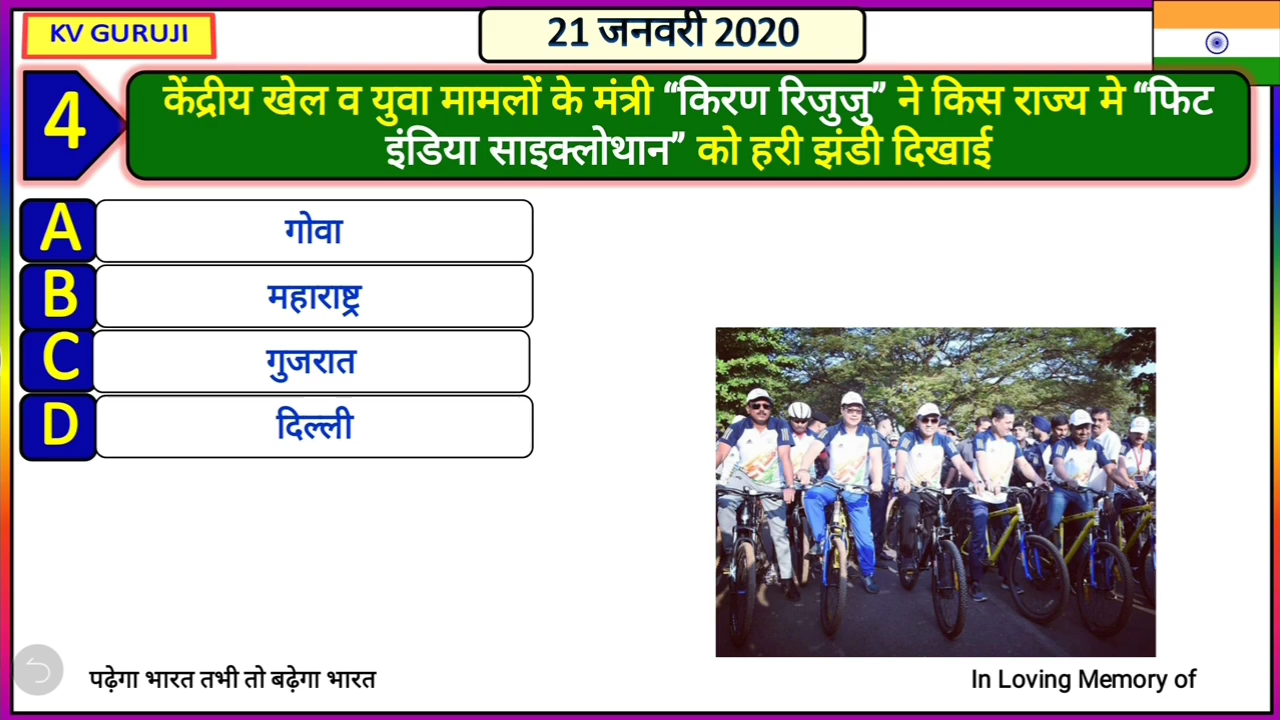 KV GURUJI
21 जनवरी 2020
4
केंद्रीय खेल व युवा मामलों के मंत्री “किरण रिजुजु” ने किस राज्य मे “फिट
इंडिया साइक्लोथान” को हरी झंडी दिखाई
A गोवा
B महाराष्ट्र
C गुजरात
D दिल्ली
पढ़ेगा भारत तभी तो बढ़ेगा भारत
In Loving Memory of